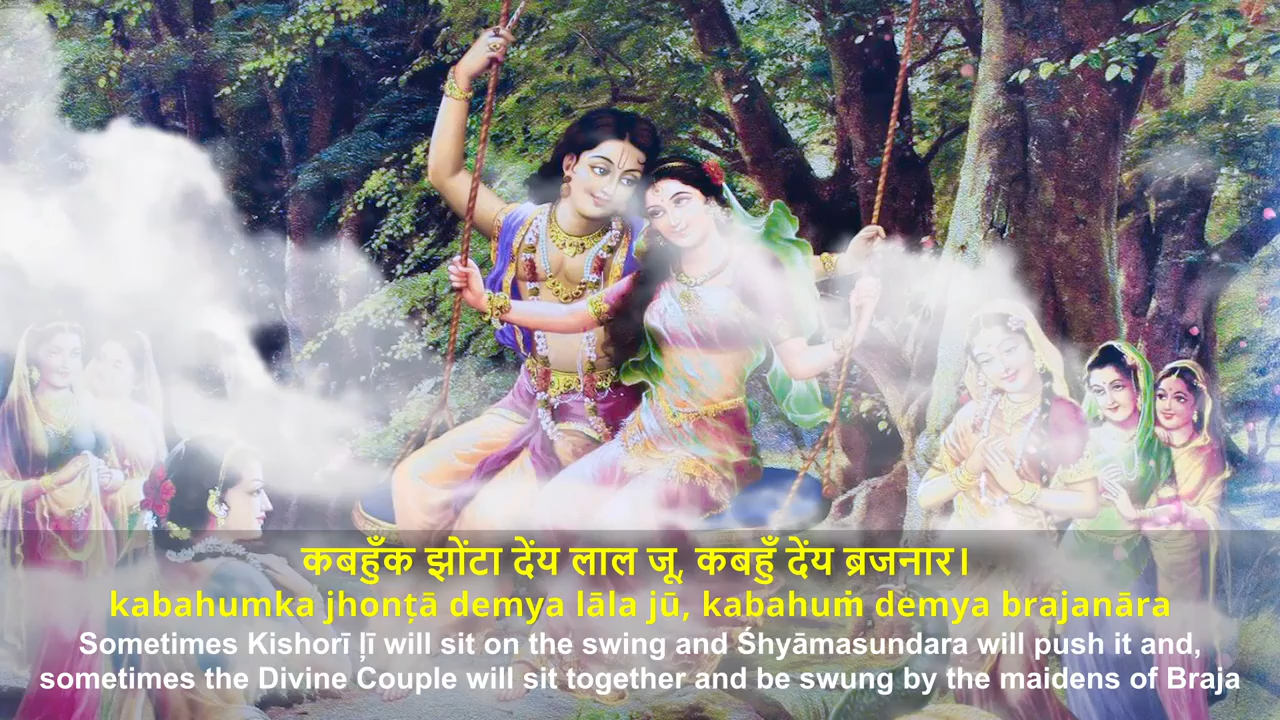 कबहुँक झोंटा देंय लाल जू, कबहुँ देंय ब्रजनार।
kabahumka jhonṭā demya lāla jū, kabahuṁ demya brajanāra
Sometimes Kishorī J̦ī will sit on the swing and Śhyāmasundara will push it and,
sometimes the Divine Couple will sit together and be swung by the maidens of Braja